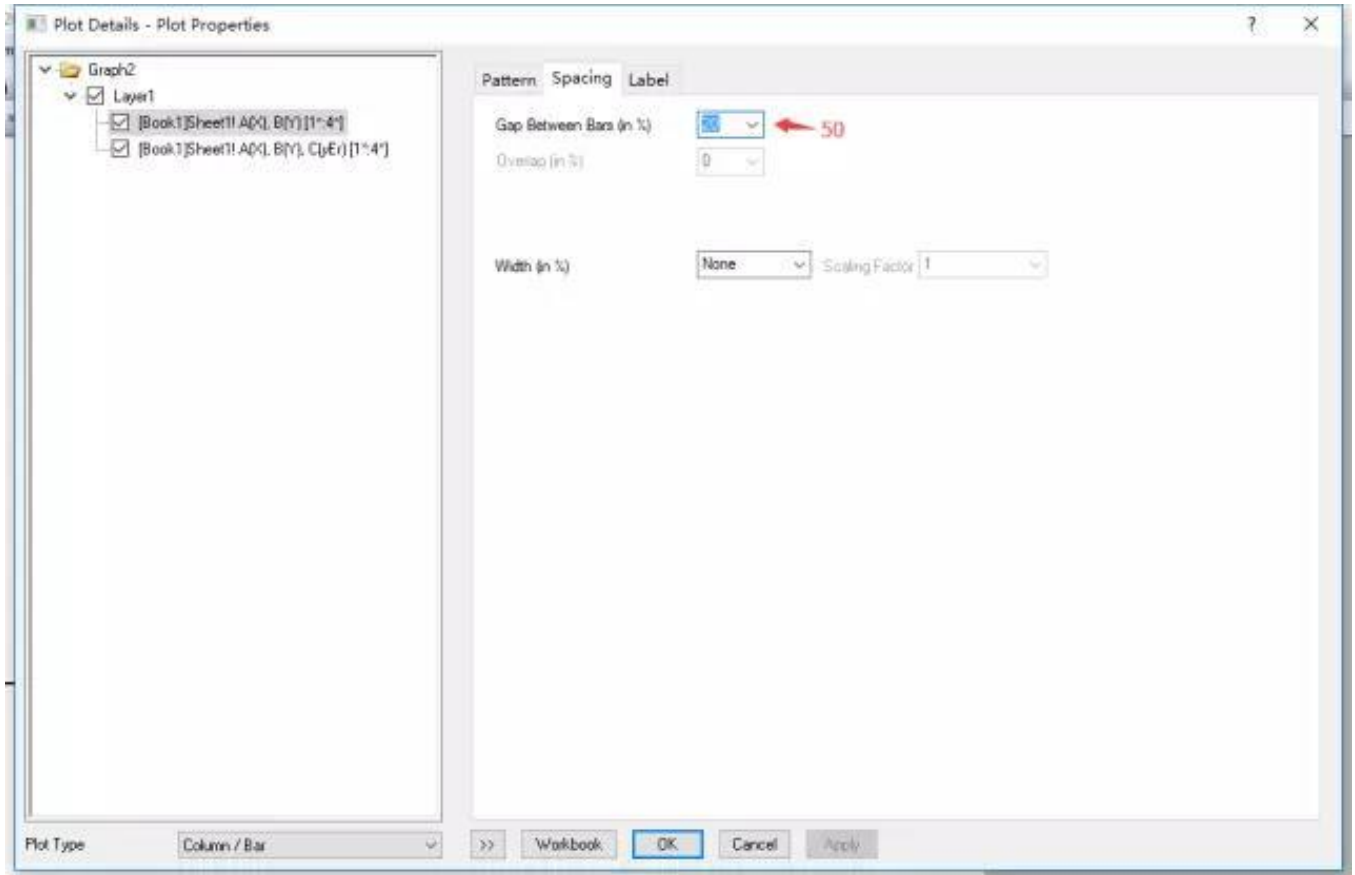 Plot Details - Plot Properties
?
Graph2
Layer1
[Book1]Sheet1! A(X), B(Y) [1*:4*]
[Book1]Sheet1! A(X), B(Y), C(yEr) [1*:4*]
Pattern Spacing Label
Gap Between Bars (in %) 20 50
Overlap (in %) 0
Width (in %) None Scaling Factor 1
Plot Type Column / Bar >> Workbook OK Cancel Apply